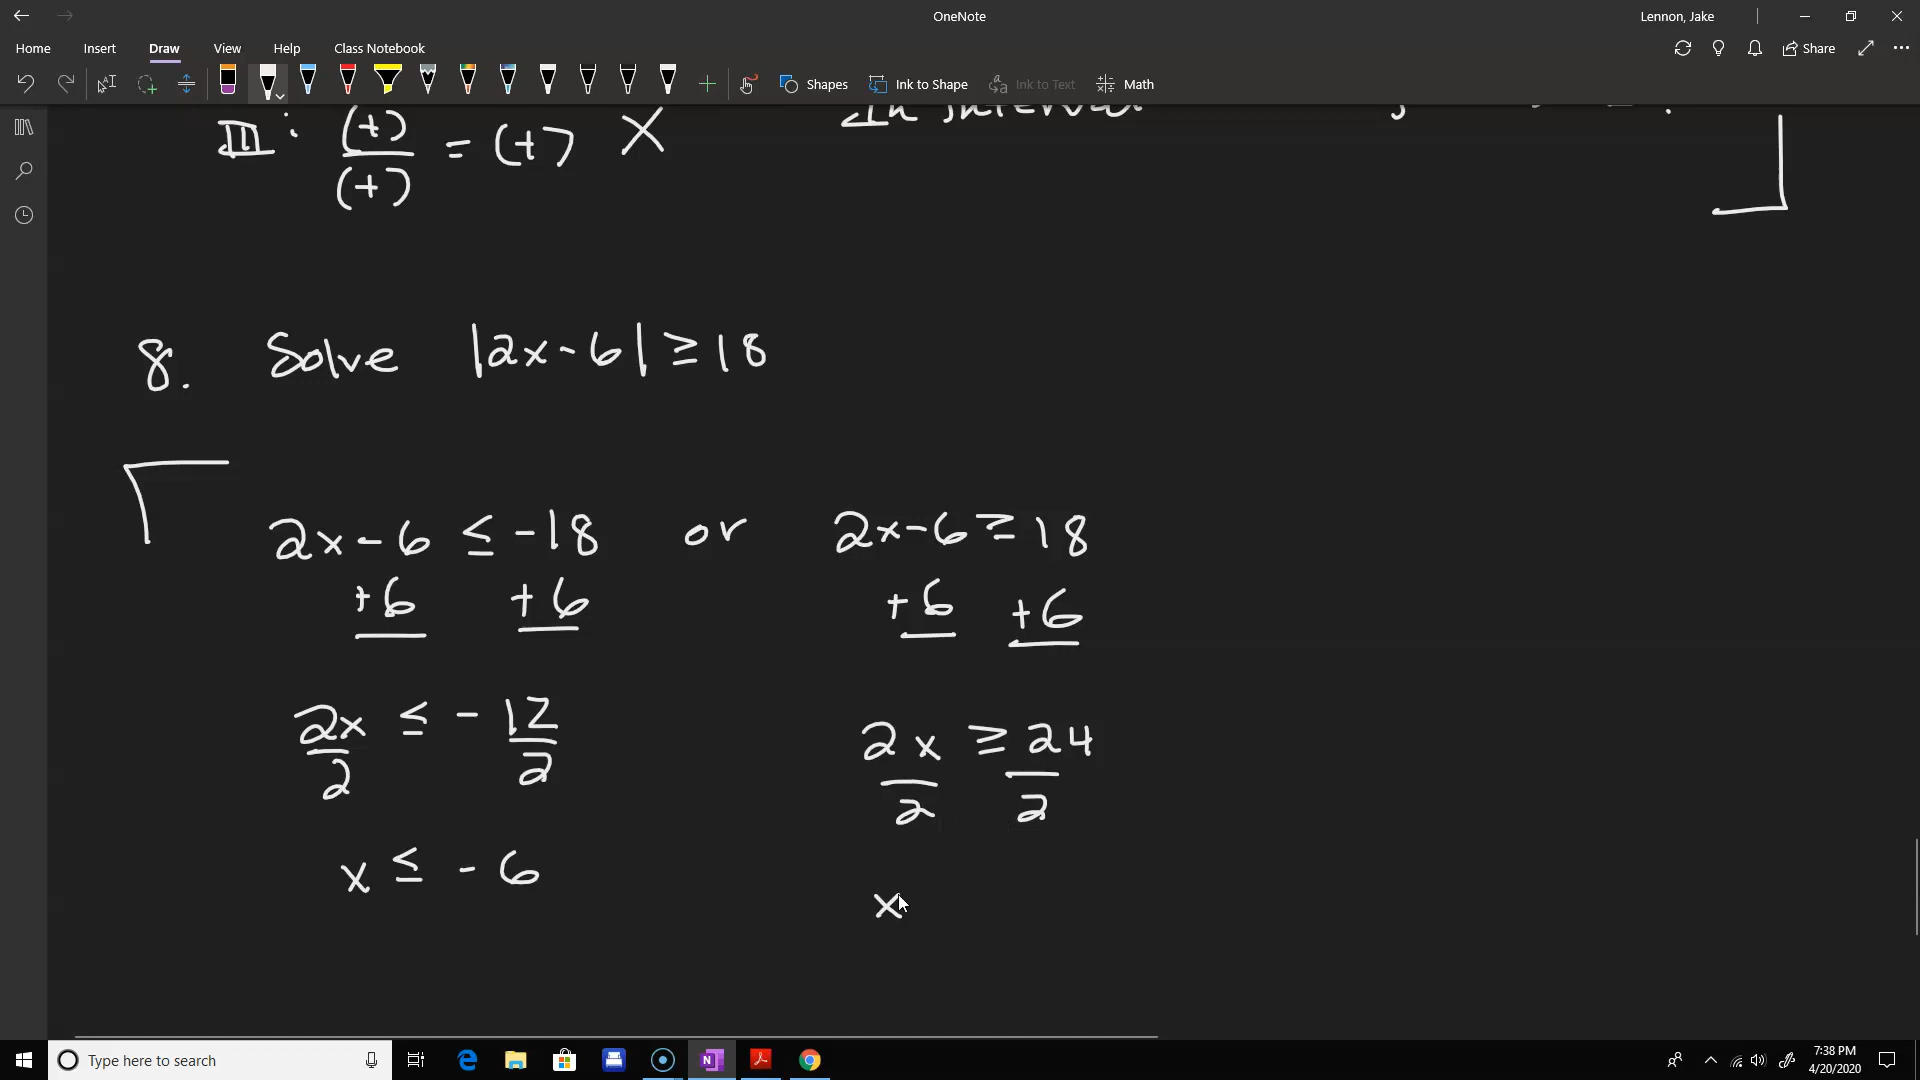 OneNote
Lennon, Jake
Home Insert Draw View Help Class Notebook
Share
Shapes Ink to Shape Ink to Text Math
In interval
III: (+)/(+) = (+) X
8. Solve |2x-6| ≥ 18
2x-6 ≤ -18 or 2x-6 ≥ 18
+6 +6 +6 +6
2x ≤ -12 2x ≥ 24
2 2 2 2
x ≤ -6 x
Type here to search
7:38 PM
4/20/2020